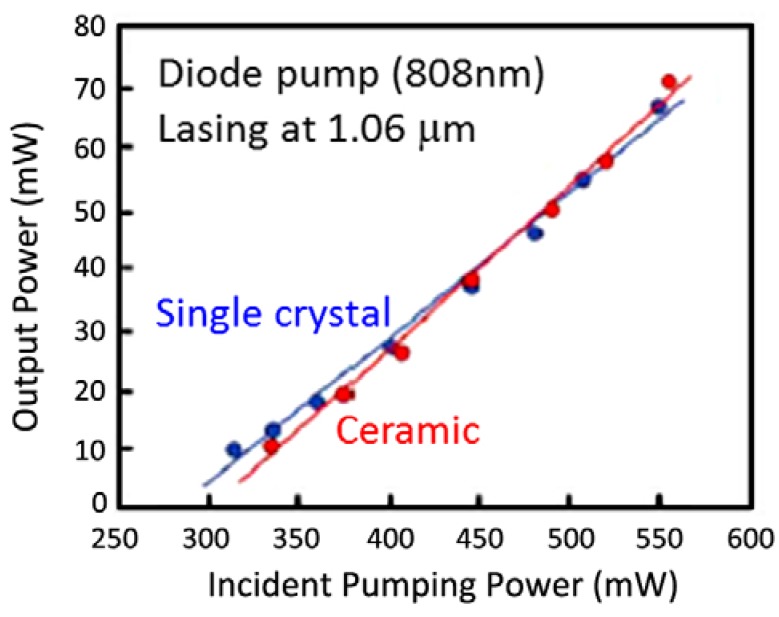 80
70
60
50
40
30
20
10
0
Output Power (mW)
Diode pump (808nm)
Lasing at 1.06 μm
Single crystal
Ceramic
250 300 350 400 450 500 550 600
Incident Pumping Power (mW)